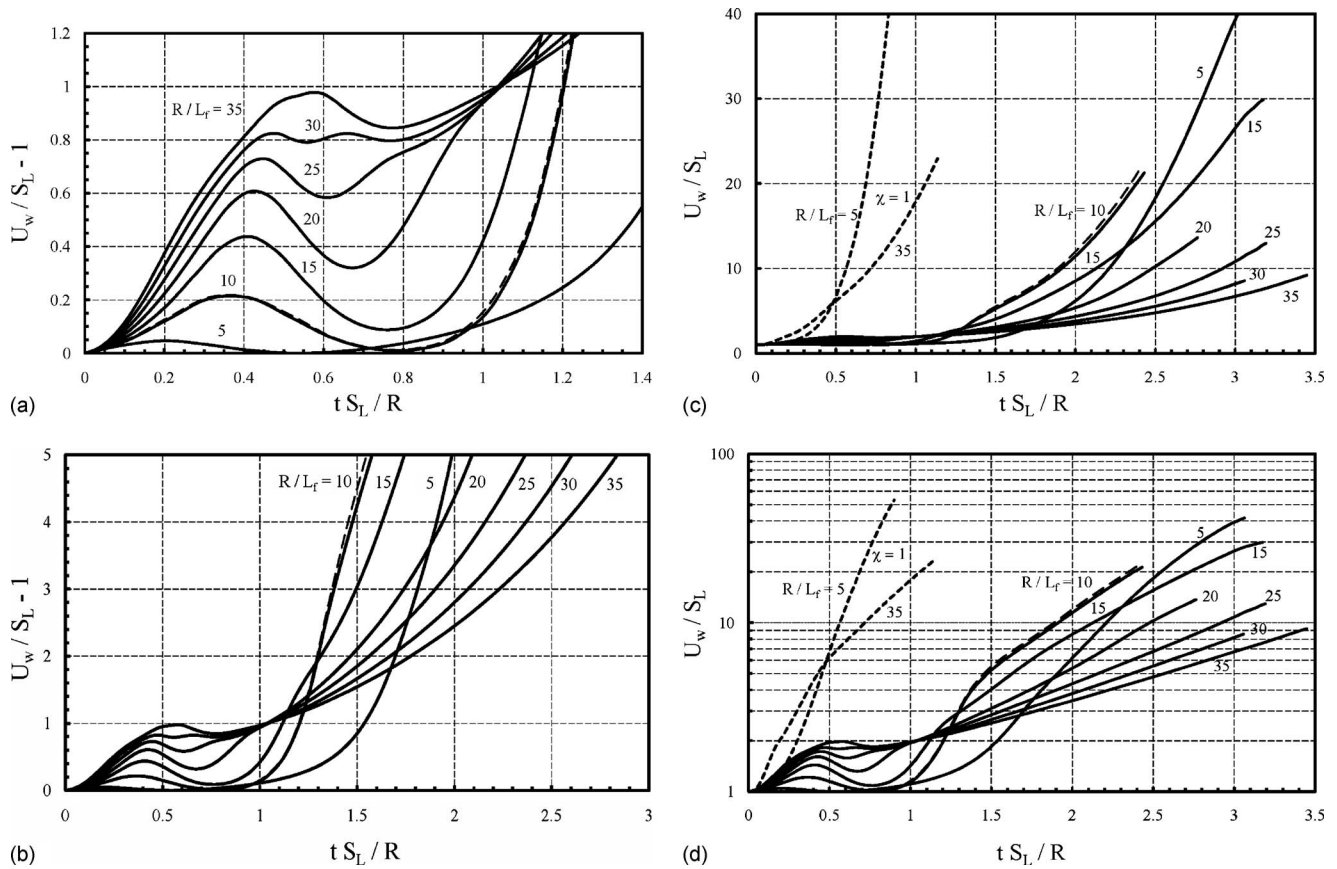 (a)
U_w / S_L - 1
1.2
1
0.8
0.6
0.4
0.2
0
R / L_f = 35
30
25
20
15
10
5
0 0.2 0.4 0.6 0.8 1 1.2 1.4
t S_L / R
(c)
U_w / S_L
40
30
20
10
0
R / L_f = 5
χ = 1
35
R / L_f = 10
15
20
5
15
25
30
35
0 0.5 1 1.5 2 2.5 3 3.5
t S_L / R
(b)
U_w / S_L - 1
5
4
3
2
1
0
R / L_f = 10
15
5
20
25
30
35
0 0.5 1 1.5 2 2.5 3
t S_L / R
(d)
U_w / S_L
100
10
1
R / L_f = 5
χ = 1
35
R / L_f = 10
15
20
5
15
25
30
35
0 0.5 1 1.5 2 2.5 3 3.5
t S_L / R